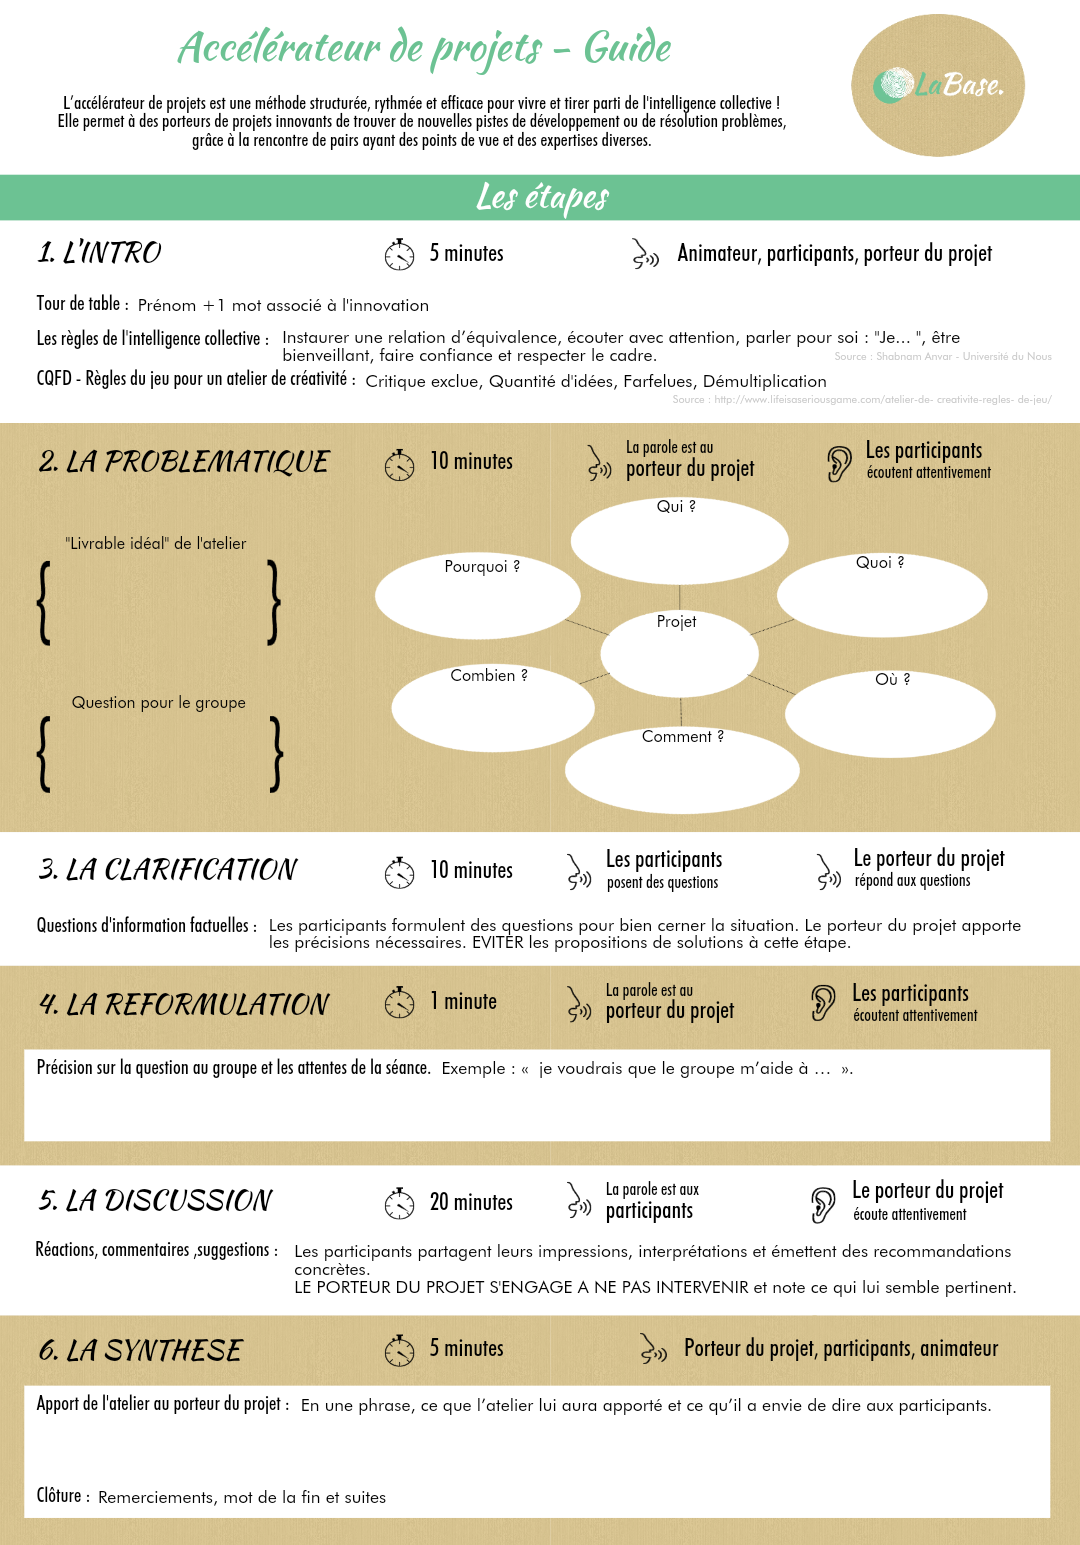 Accélérateur de projets - Guide
LaBase.
L’accélérateur de projets est une méthode structurée, rythmée et efficace pour vivre et tirer parti de l'intelligence collective !
Elle permet à des porteurs de projets innovants de trouver de nouvelles pistes de développement ou de résolution problèmes,
grâce à la rencontre de pairs ayant des points de vue et des expertises diverses.
Les étapes
1. L'INTRO
5 minutes
Animateur, participants, porteur du projet
Tour de table : Prénom +1 mot associé à l'innovation
Les règles de l'intelligence collective : Instaurer une relation d’équivalence, écouter avec attention, parler pour soi : "Je... ", être
bienveillant, faire confiance et respecter le cadre.
Source : Shabnam Anvar - Université du Nous
CQFD - Règles du jeu pour un atelier de créativité : Critique exclue, Quantité d'idées, Farfelues, Démultiplication
Source : http://www.lifeisaseriousgame.com/atelier-de- creativite-regles- de-jeu/
2. LA PROBLEMATIQUE
10 minutes
La parole est au
porteur du projet
Les participants
écoutent attentivement
"Livrable idéal" de l'atelier
{ }
Question pour le groupe
{ }
Qui ?
Pourquoi ?
Quoi ?
Projet
Combien ?
Où ?
Comment ?
3. LA CLARIFICATION
10 minutes
Les participants
posent des questions
Le porteur du projet
répond aux questions
Questions d'information factuelles : Les participants formulent des questions pour bien cerner la situation. Le porteur du projet apporte
les précisions nécessaires. EVITER les propositions de solutions à cette étape.
4. LA REFORMULATION
1 minute
La parole est au
porteur du projet
Les participants
écoutent attentivement
Précision sur la question au groupe et les attentes de la séance. Exemple : «  je voudrais que le groupe m’aide à ...  ».
5. LA DISCUSSION
20 minutes
La parole est aux
participants
Le porteur du projet
écoute attentivement
Réactions, commentaires ,suggestions : Les participants partagent leurs impressions, interprétations et émettent des recommandations
concrètes.
LE PORTEUR DU PROJET S'ENGAGE A NE PAS INTERVENIR et note ce qui lui semble pertinent.
6. LA SYNTHESE
5 minutes
Porteur du projet, participants, animateur
Apport de l'atelier au porteur du projet : En une phrase, ce que l’atelier lui aura apporté et ce qu’il a envie de dire aux participants.
Clôture : Remerciements, mot de la fin et suites